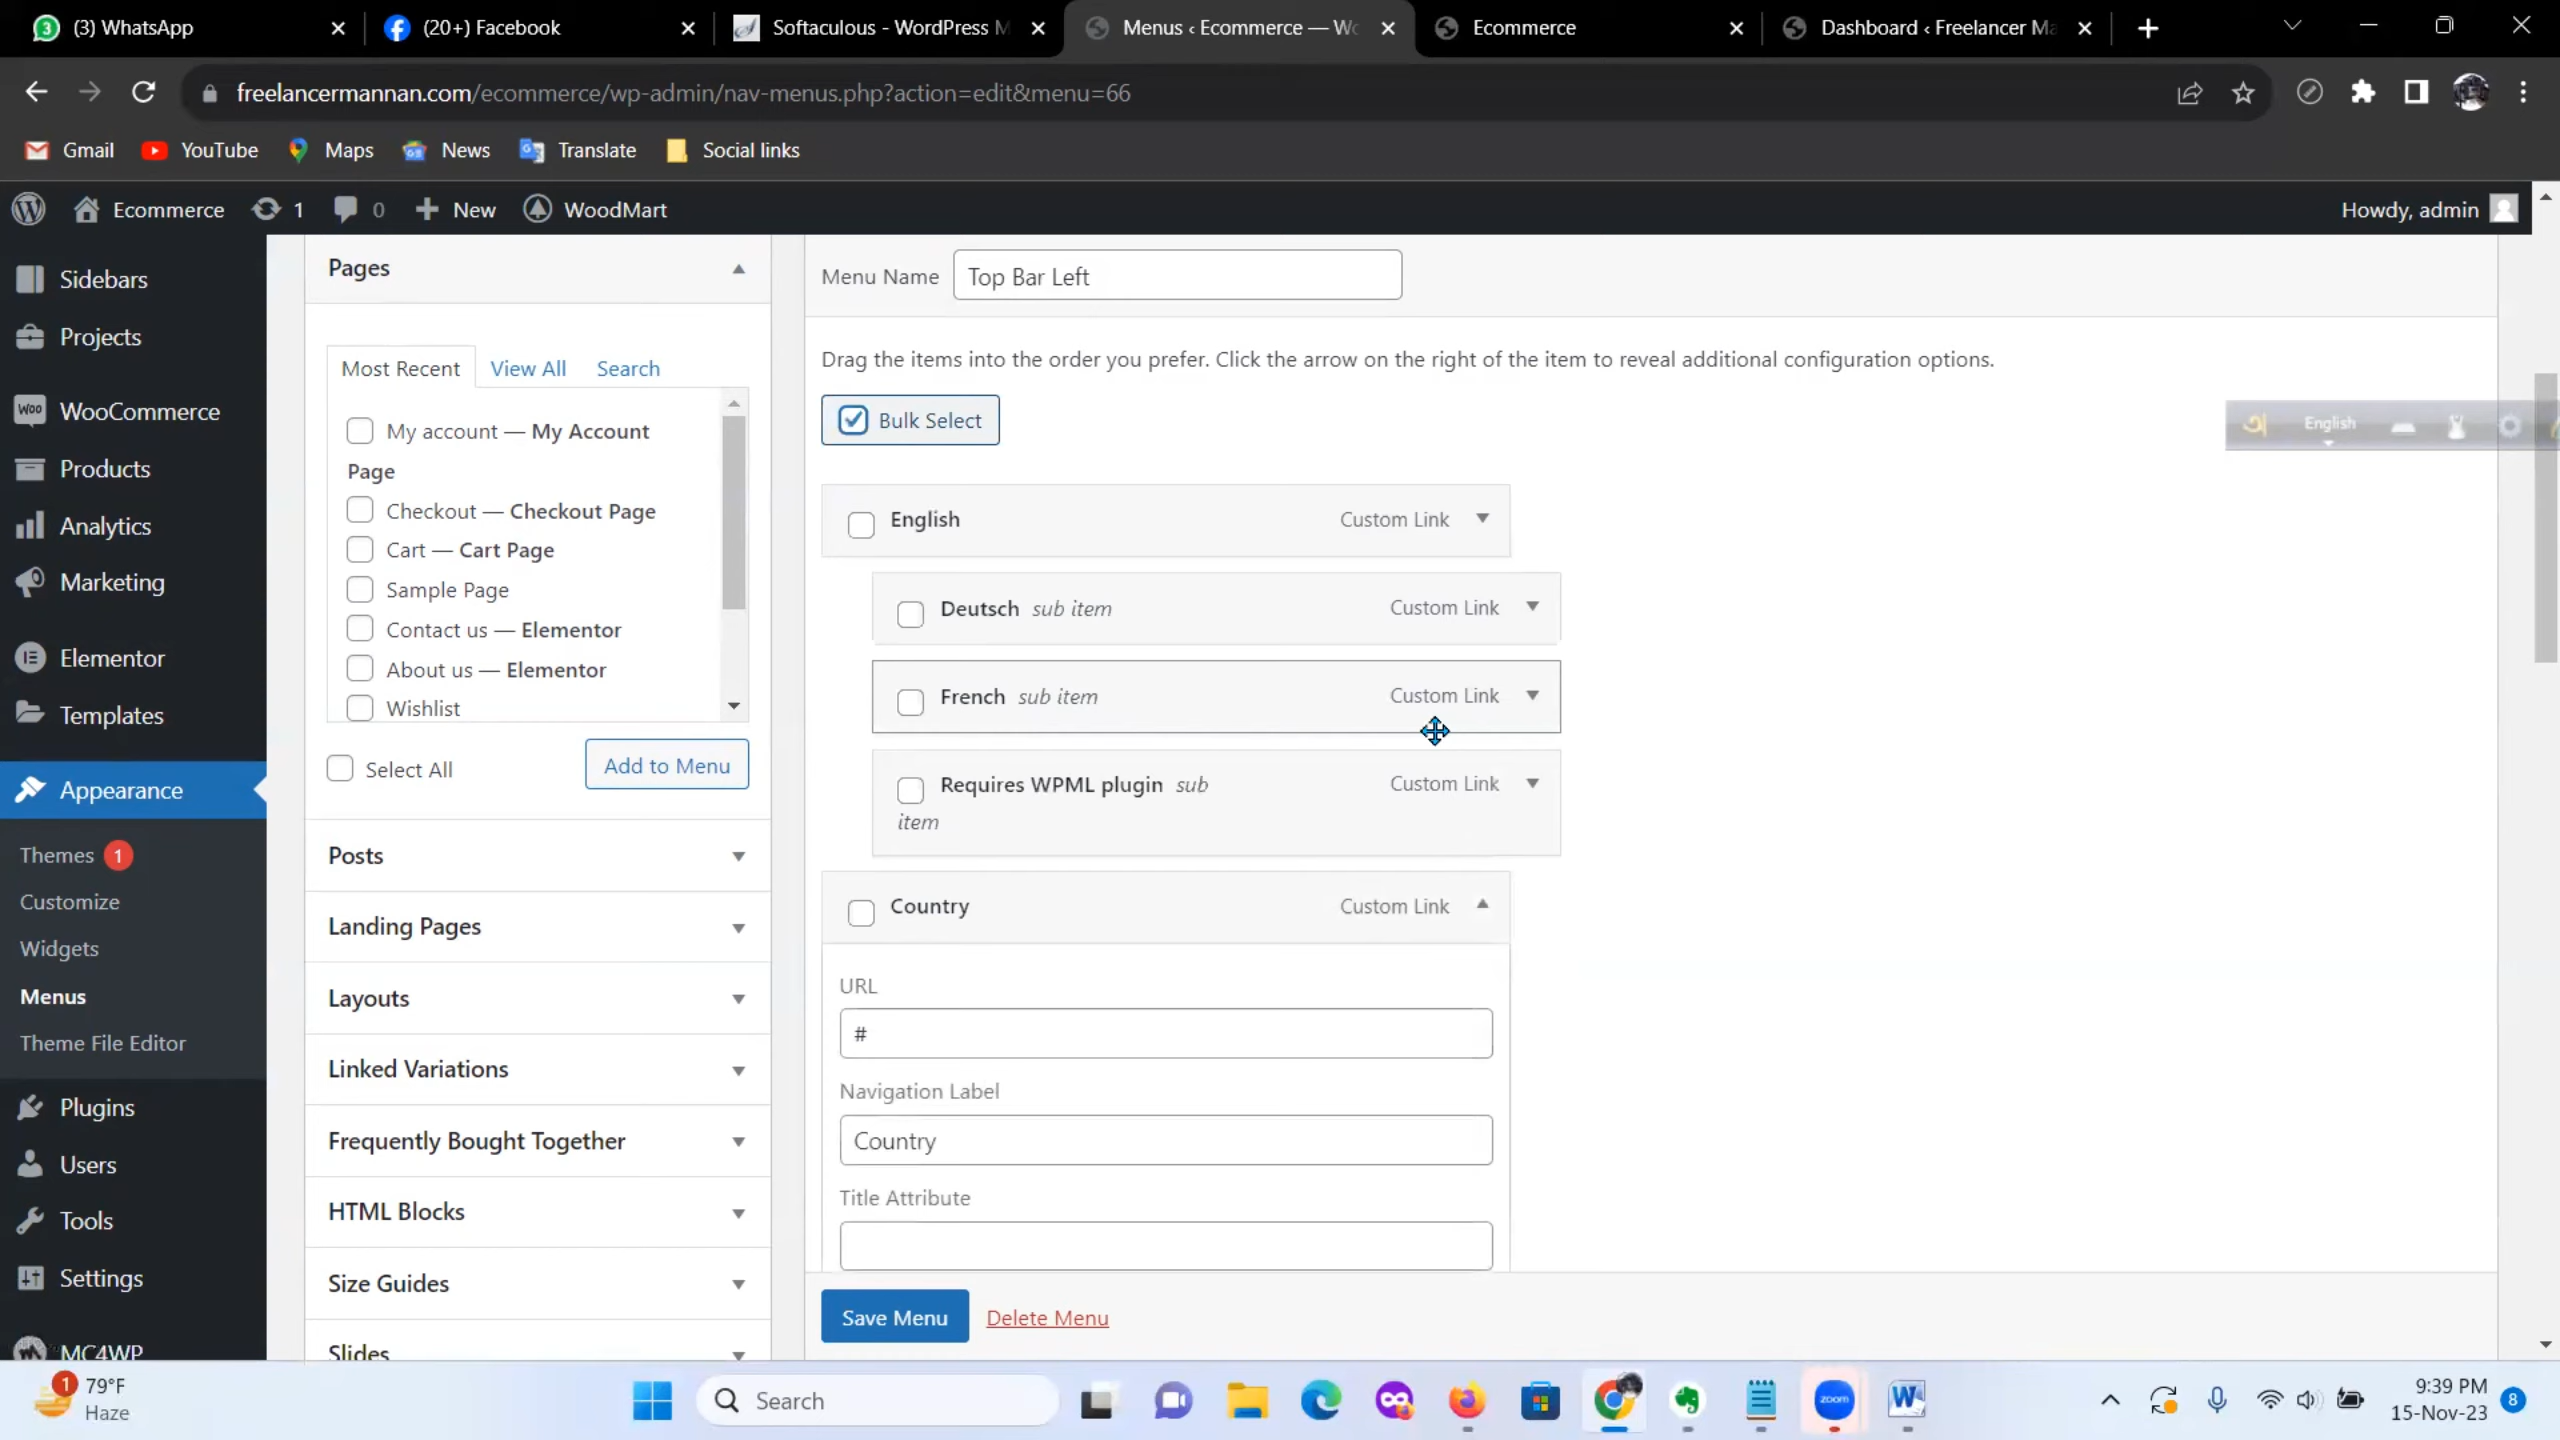 (3) WhatsApp
(20+) Facebook
Softaculous - WordPress M
Menus ‹ Ecommerce — Wo
Ecommerce
Dashboard ‹ Freelancer Ma
freelancermannan.com/ecommerce/wp-admin/nav-menus.php?action=edit&menu=66
Gmail
YouTube
Maps
News
Translate
Social links
Ecommerce
1
0
New
WoodMart
Howdy, admin
Sidebars
Projects
WooCommerce
Products
Analytics
Marketing
Elementor
Templates
Appearance
Themes 1
Customize
Widgets
Menus
Theme File Editor
Plugins
Users
Tools
Settings
MC4WP
Pages
Most Recent
View All
Search
My account — My Account
Page
Checkout — Checkout Page
Cart — Cart Page
Sample Page
Contact us — Elementor
About us — Elementor
Wishlist
Select All
Add to Menu
Posts
Landing Pages
Layouts
Linked Variations
Frequently Bought Together
HTML Blocks
Size Guides
Slides
Menu Name
Top Bar Left
Drag the items into the order you prefer. Click the arrow on the right of the item to reveal additional configuration options.
Bulk Select
English
English Custom Link
Deutsch sub item Custom Link
French sub item Custom Link
Requires WPML plugin sub Custom Link
item
Country Custom Link
URL
#
Navigation Label
Country
Title Attribute
Save Menu
Delete Menu
1
79°F
Haze
Search
zoom
9:39 PM
15-Nov-23
8